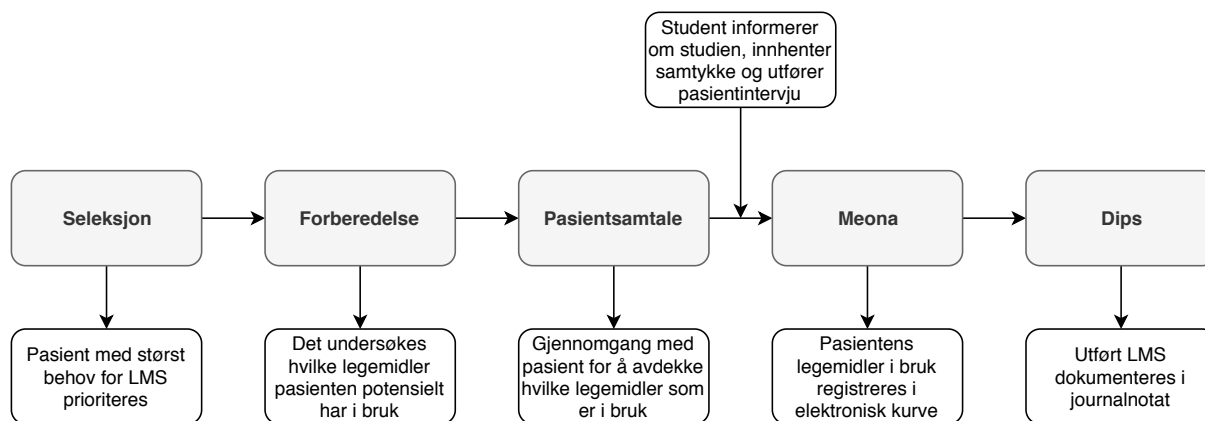 Student informerer
om studien, innhenter
samtykke og utfører
pasientintervju
Seleksjon
Forberedelse
Pasientsamtale
Meona
Dips
Pasient med størst
behov for LMS
prioriteres
Det undersøkes
hvilke legemidler
pasienten potensielt
har i bruk
Gjennomgang med
pasient for å avdekke
hvilke legemidler som
er i bruk
Pasientens
legemidler i bruk
registreres i
elektronisk kurve
Utført LMS
dokumenteres i
journalnotat